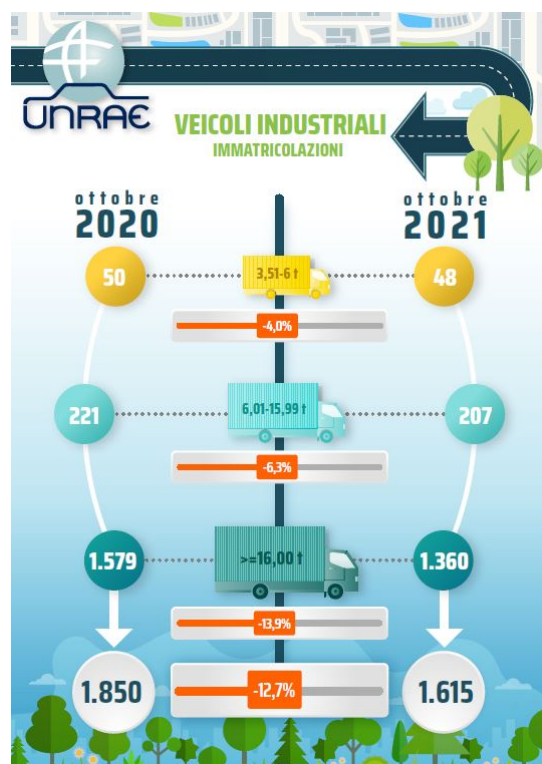 UNRAE
VEICOLI INDUSTRIALI
IMMATRICOLAZIONI
ottobre
2020
ottobre
2021
50
3,51-6 t
48
-4,0%
221
6,01-15,99 t
207
-6,3%
1.579
>=16,00 t
1.360
-13,9%
1.850
-12,7%
1.615